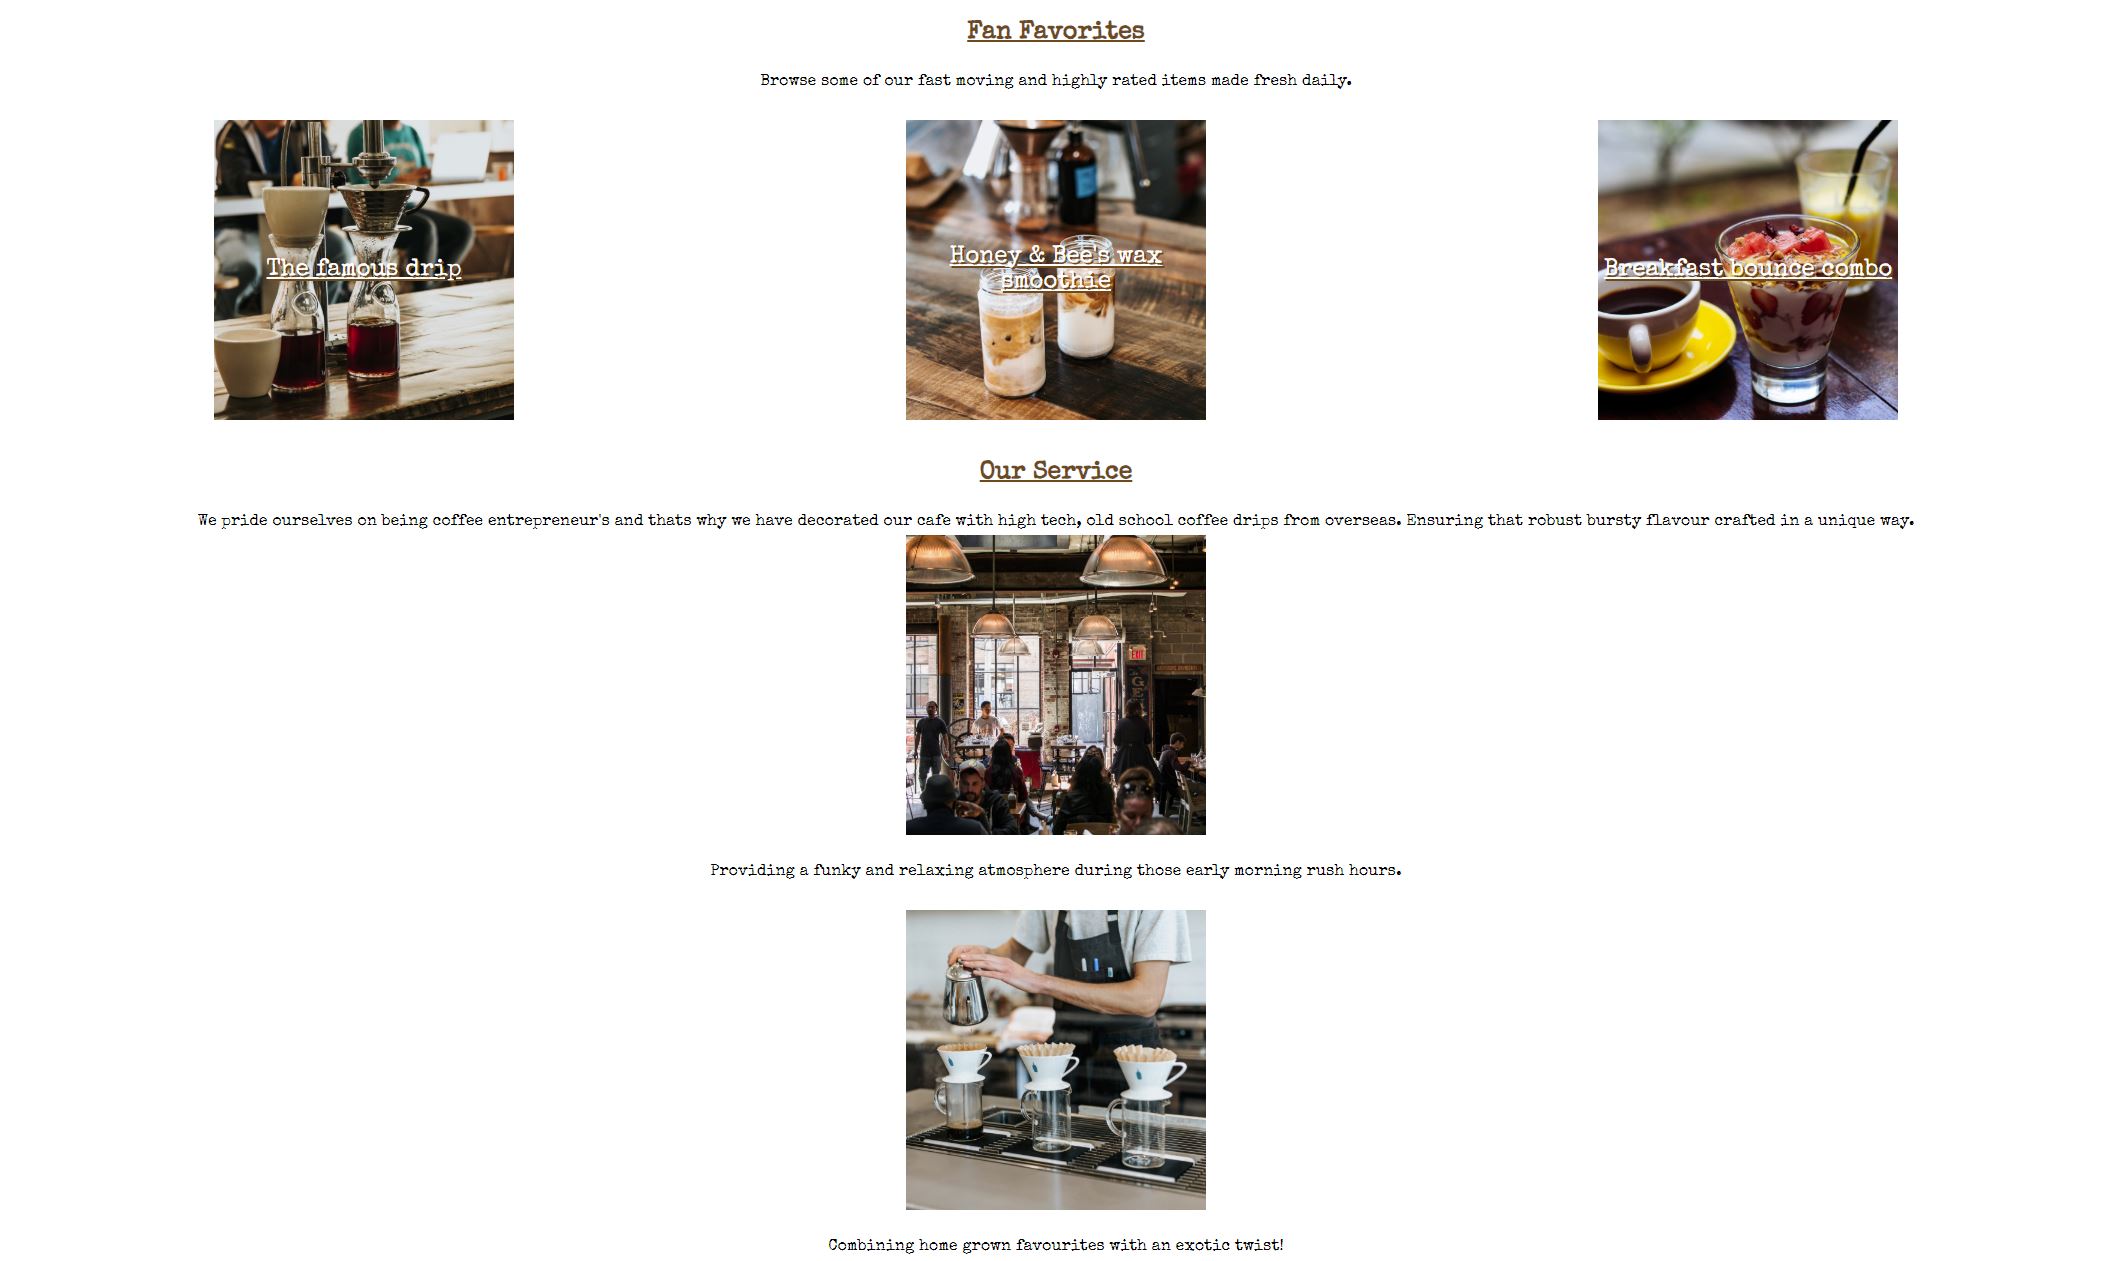 Fan Favorites
Browse some of our fast moving and highly rated items made fresh daily.
The famous drip
Honey & Bee's wax
smoothie
Breakfast bounce combo
Our Service
We pride ourselves on being coffee entrepreneur's and thats why we have decorated our cafe with high tech, old school coffee drips from overseas. Ensuring that robust bursty flavour crafted in a unique way.
EXIT
Providing a funky and relaxing atmosphere during those early morning rush hours.
Combining home grown favourites with an exotic twist!